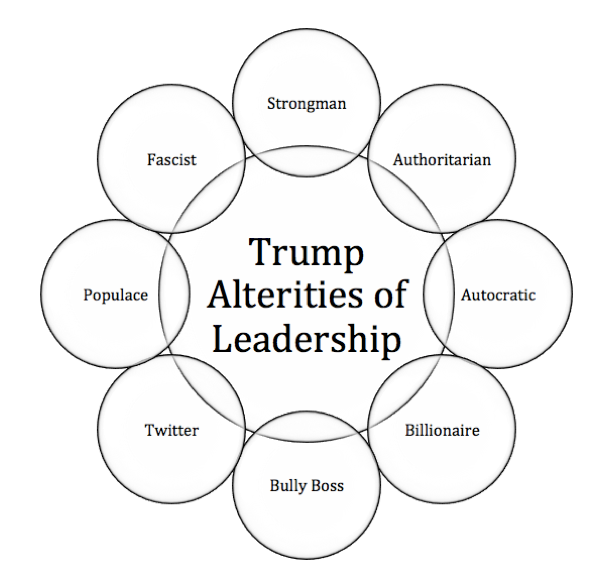 Strongman
Fascist
Authoritarian
Trump
Alterities of
Leadership
Populace
Autocratic
Twitter
Billionaire
Bully Boss